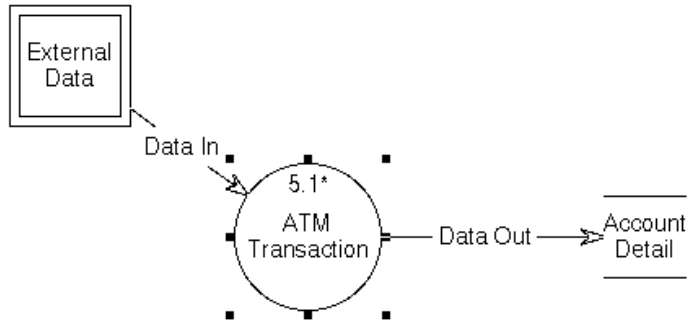 External
Data
Data In
5.1*
ATM
Transaction
Data Out
Account
Detail